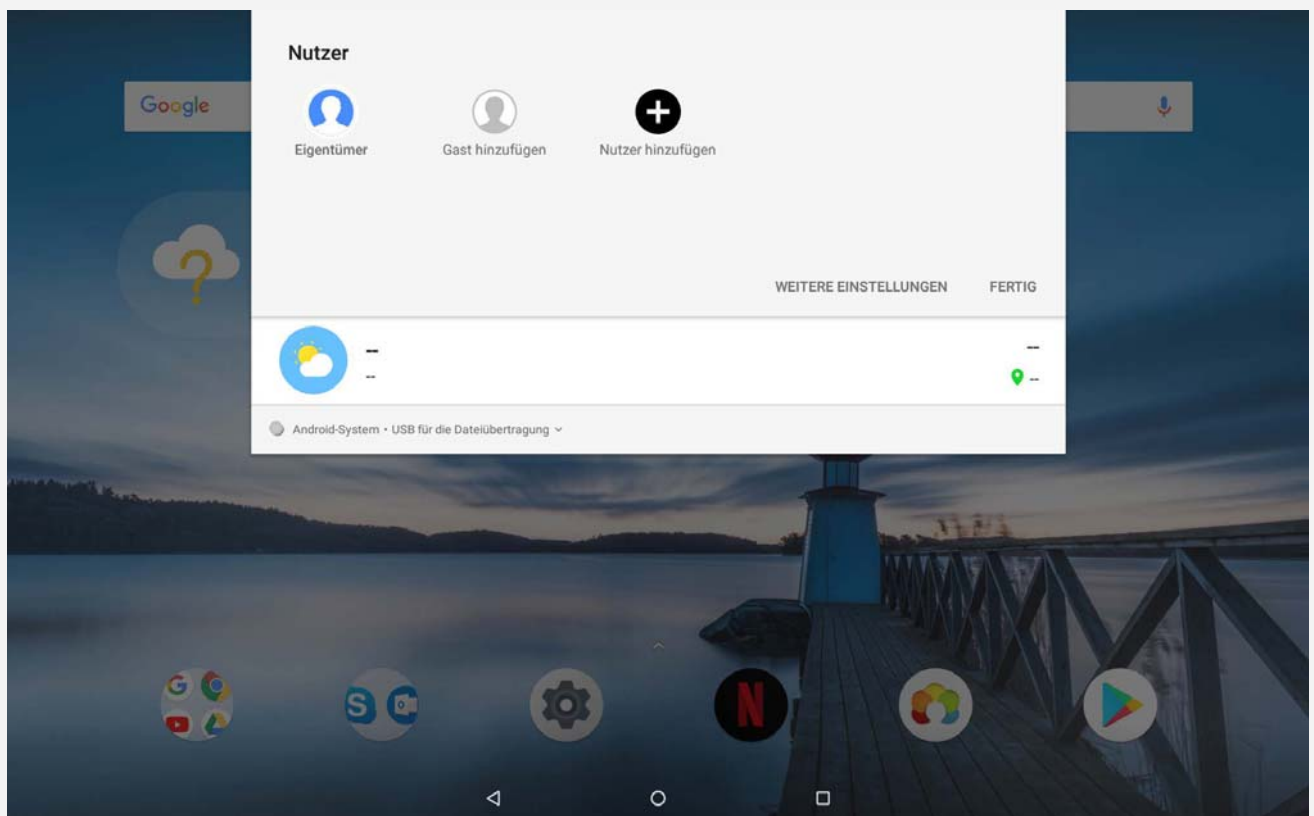 Nutzer
Google
Eigentümer
Gast hinzufügen
Nutzer hinzufügen
?
WEITERE EINSTELLUNGEN
FERTIG
--
--
--
--
Android-System • USB für die Dateiübertragung
G
S
N